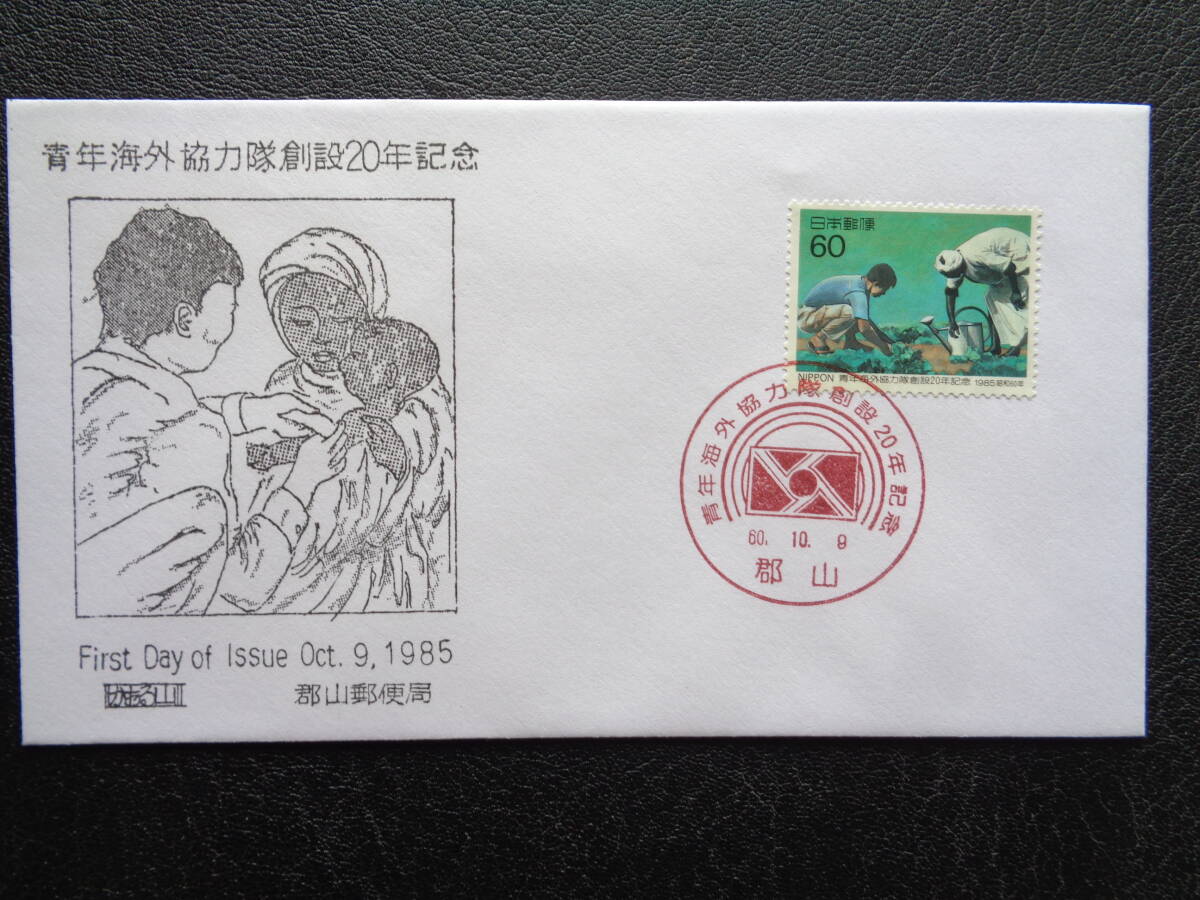 青年海外協力隊創設20年記念
First Day of Issue Oct. 9, 1985
郡山郵便局
日本郵便
60
NIPPON 青年海外協力隊創設20年記念 1985 昭和60年
青年海外協力隊創設20年記念
60. 10. 9
郡山